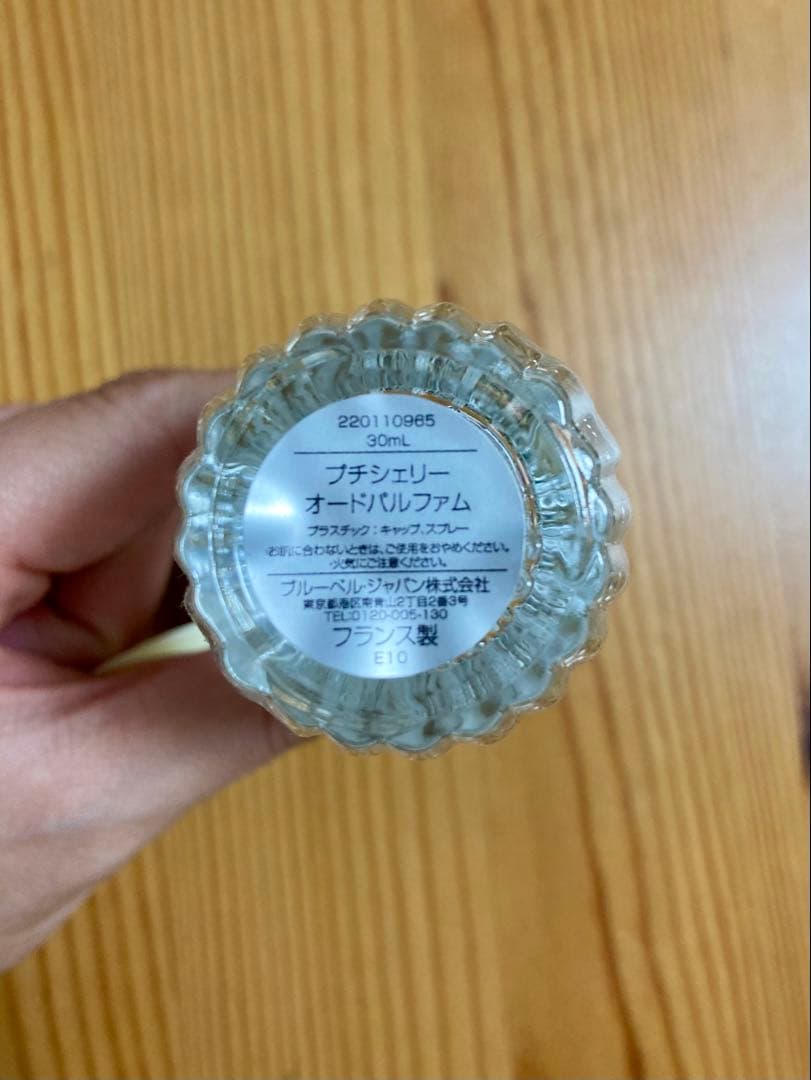 220110965
30mL
プチシェリー
オードパルファム
プラスチック:キャップ、スプレー
・お肌に合わないときは、ご使用をおやめください。
・火気にご注意ください。
ブルーベル・ジャパン株式会社
東京都港区南青山2丁目2番3号
TEL:0120-005-130
フランス製
E10